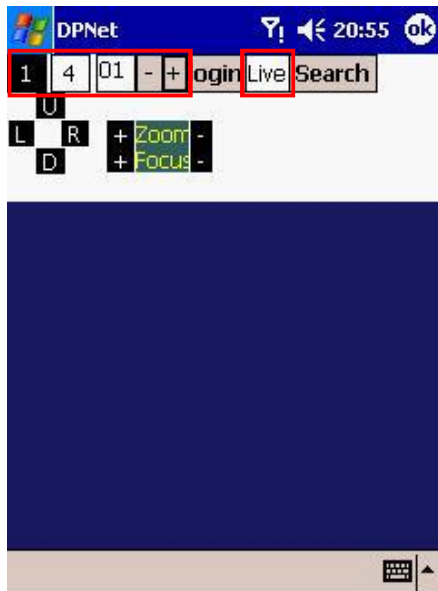 DPNet 20:55 ok
1 4 01 - + ogin Live Search
U
L R + Zoom -
D + Focus -